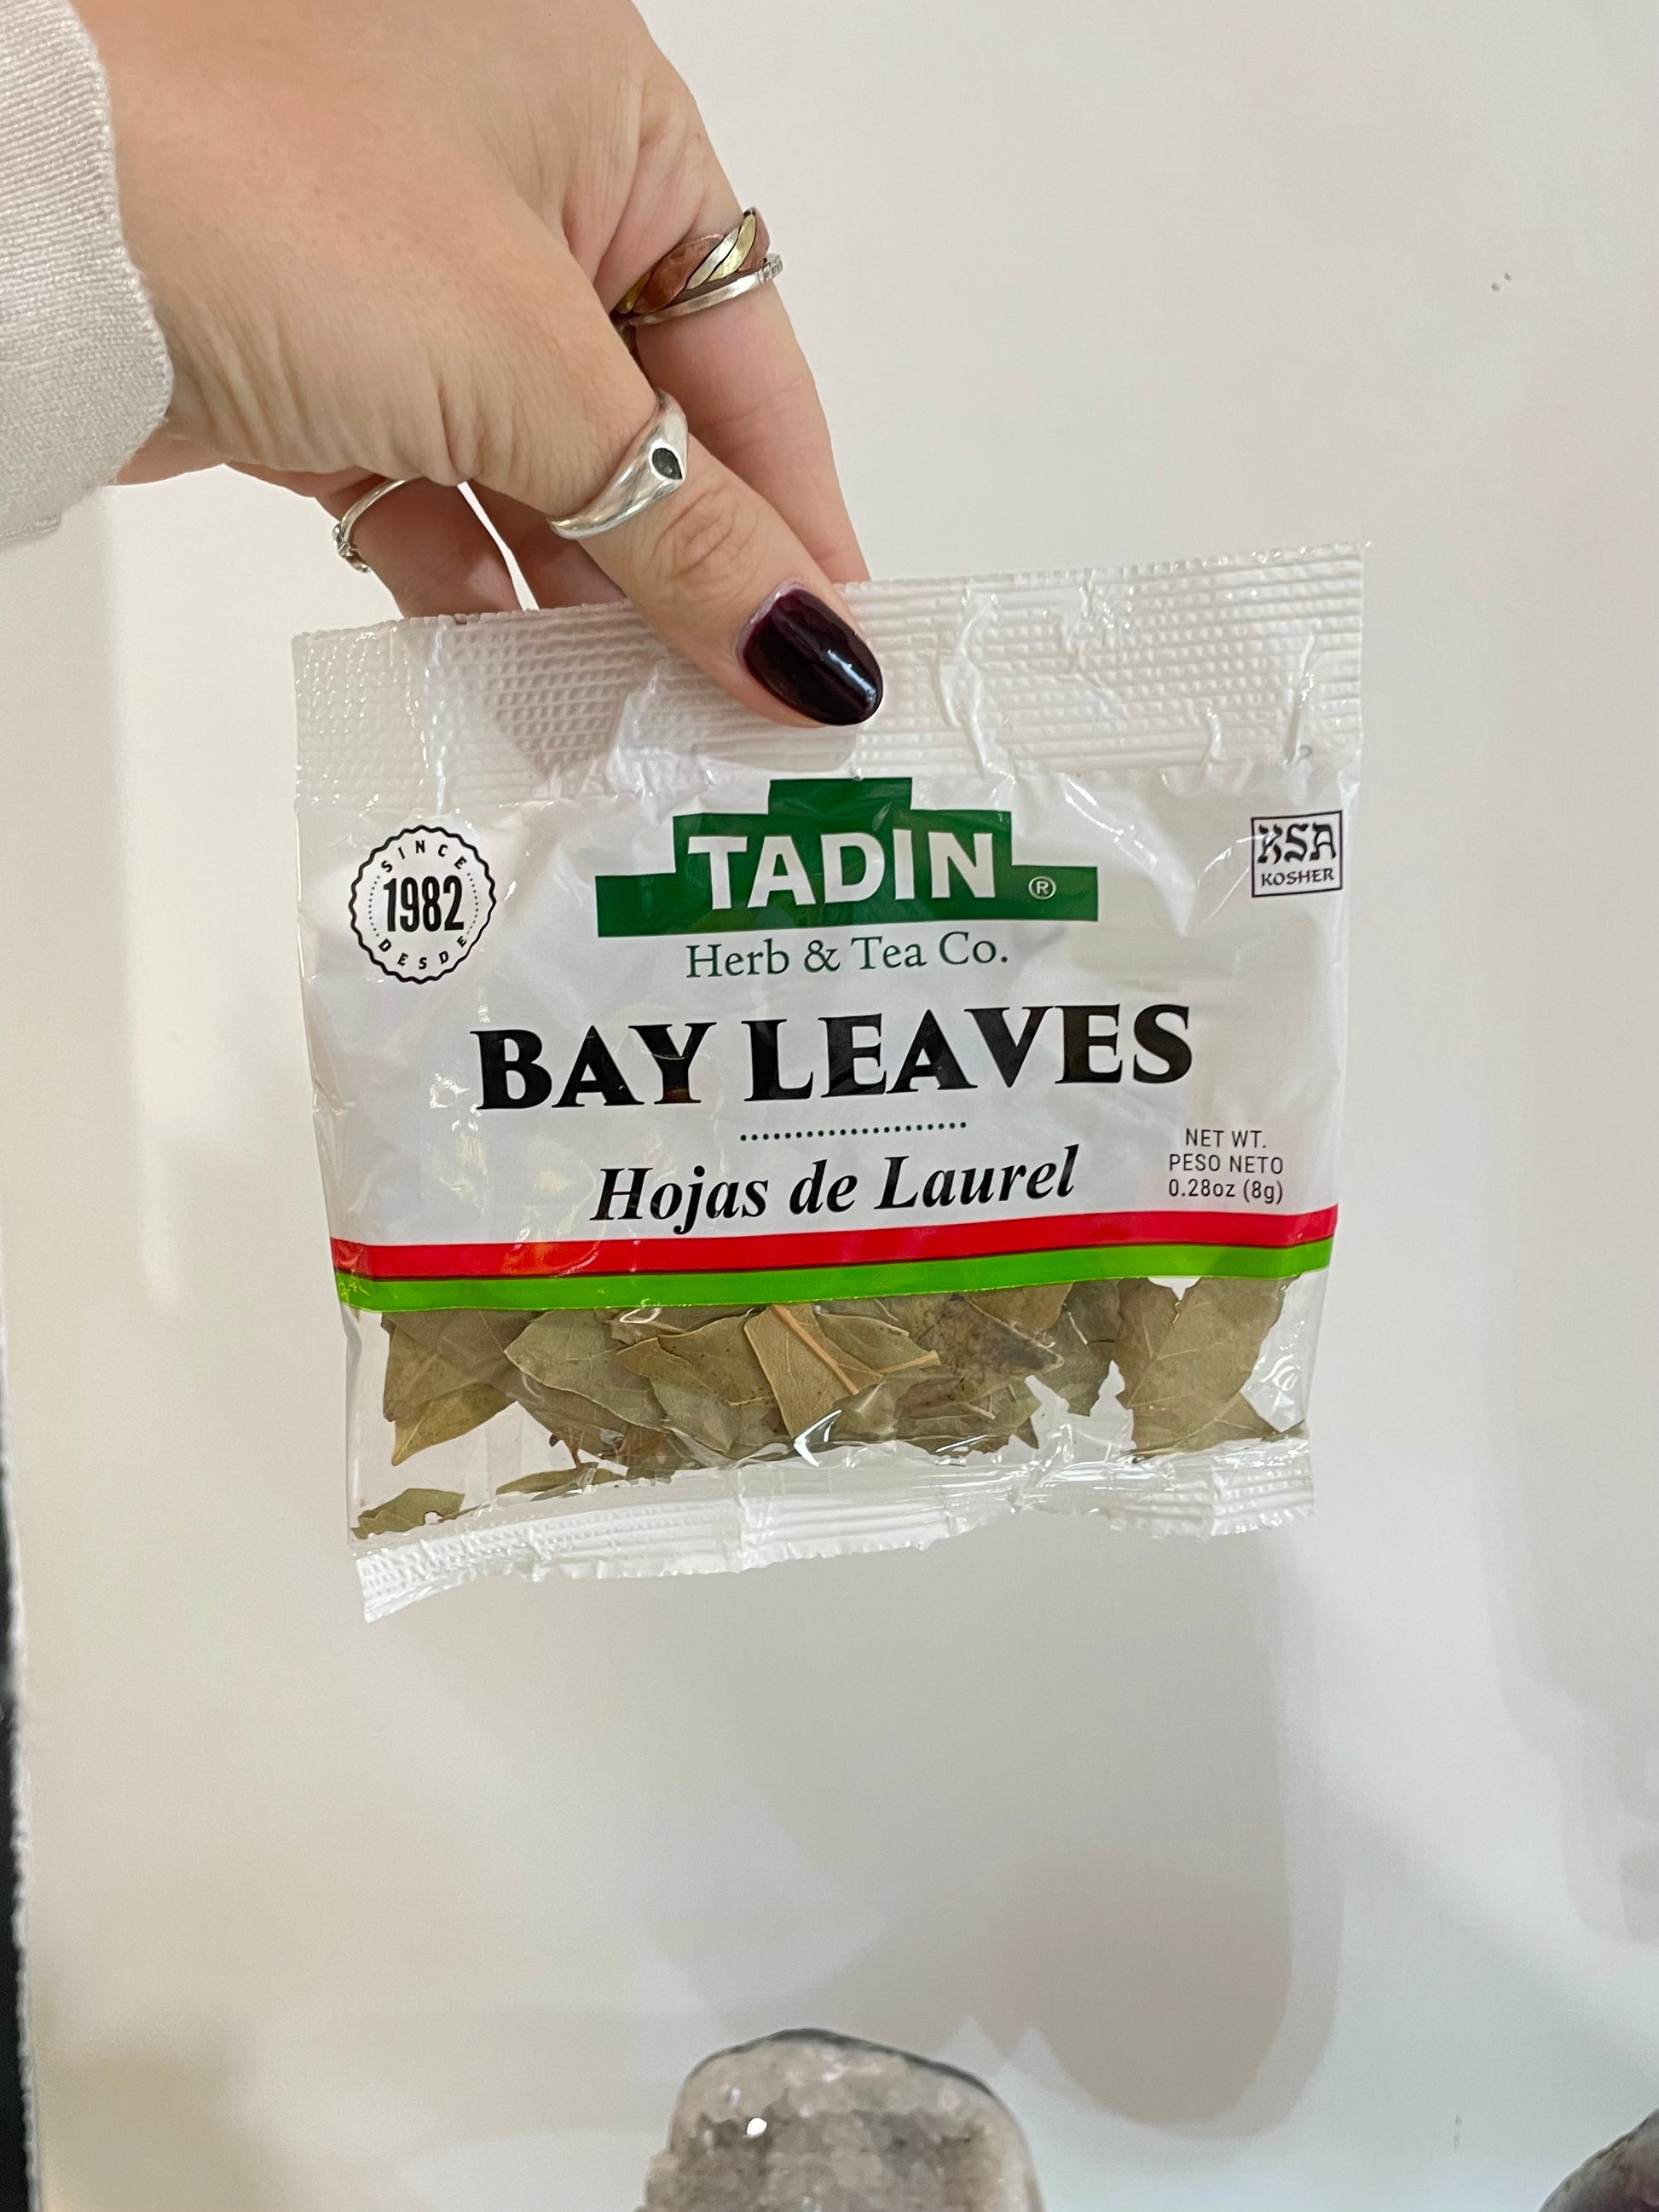 SINCE
1982
DESDE
TADIN ®
Herb & Tea Co.
KSA
KOSHER
BAY LEAVES
Hojas de Laurel
NET WT.
PESO NETO
0.28oz (8g)